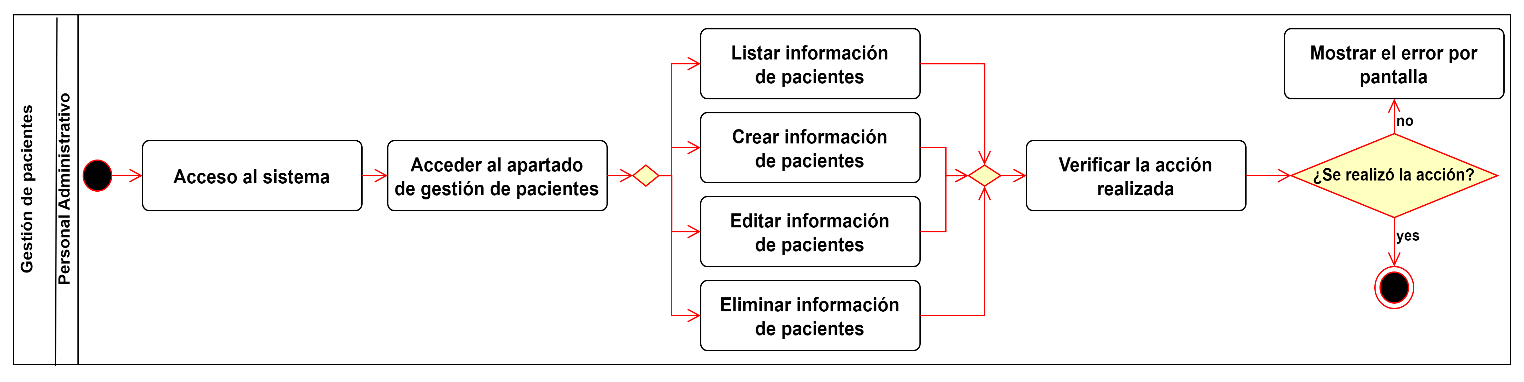 Gestión de pacientes
Personal Administrativo
Acceso al sistema
Acceder al apartado
de gestión de pacientes
Listar información
de pacientes
Crear información
de pacientes
Editar información
de pacientes
Eliminar información
de pacientes
Verificar la acción
realizada
Mostrar el error por
pantalla
no
¿Se realizó la acción?
yes